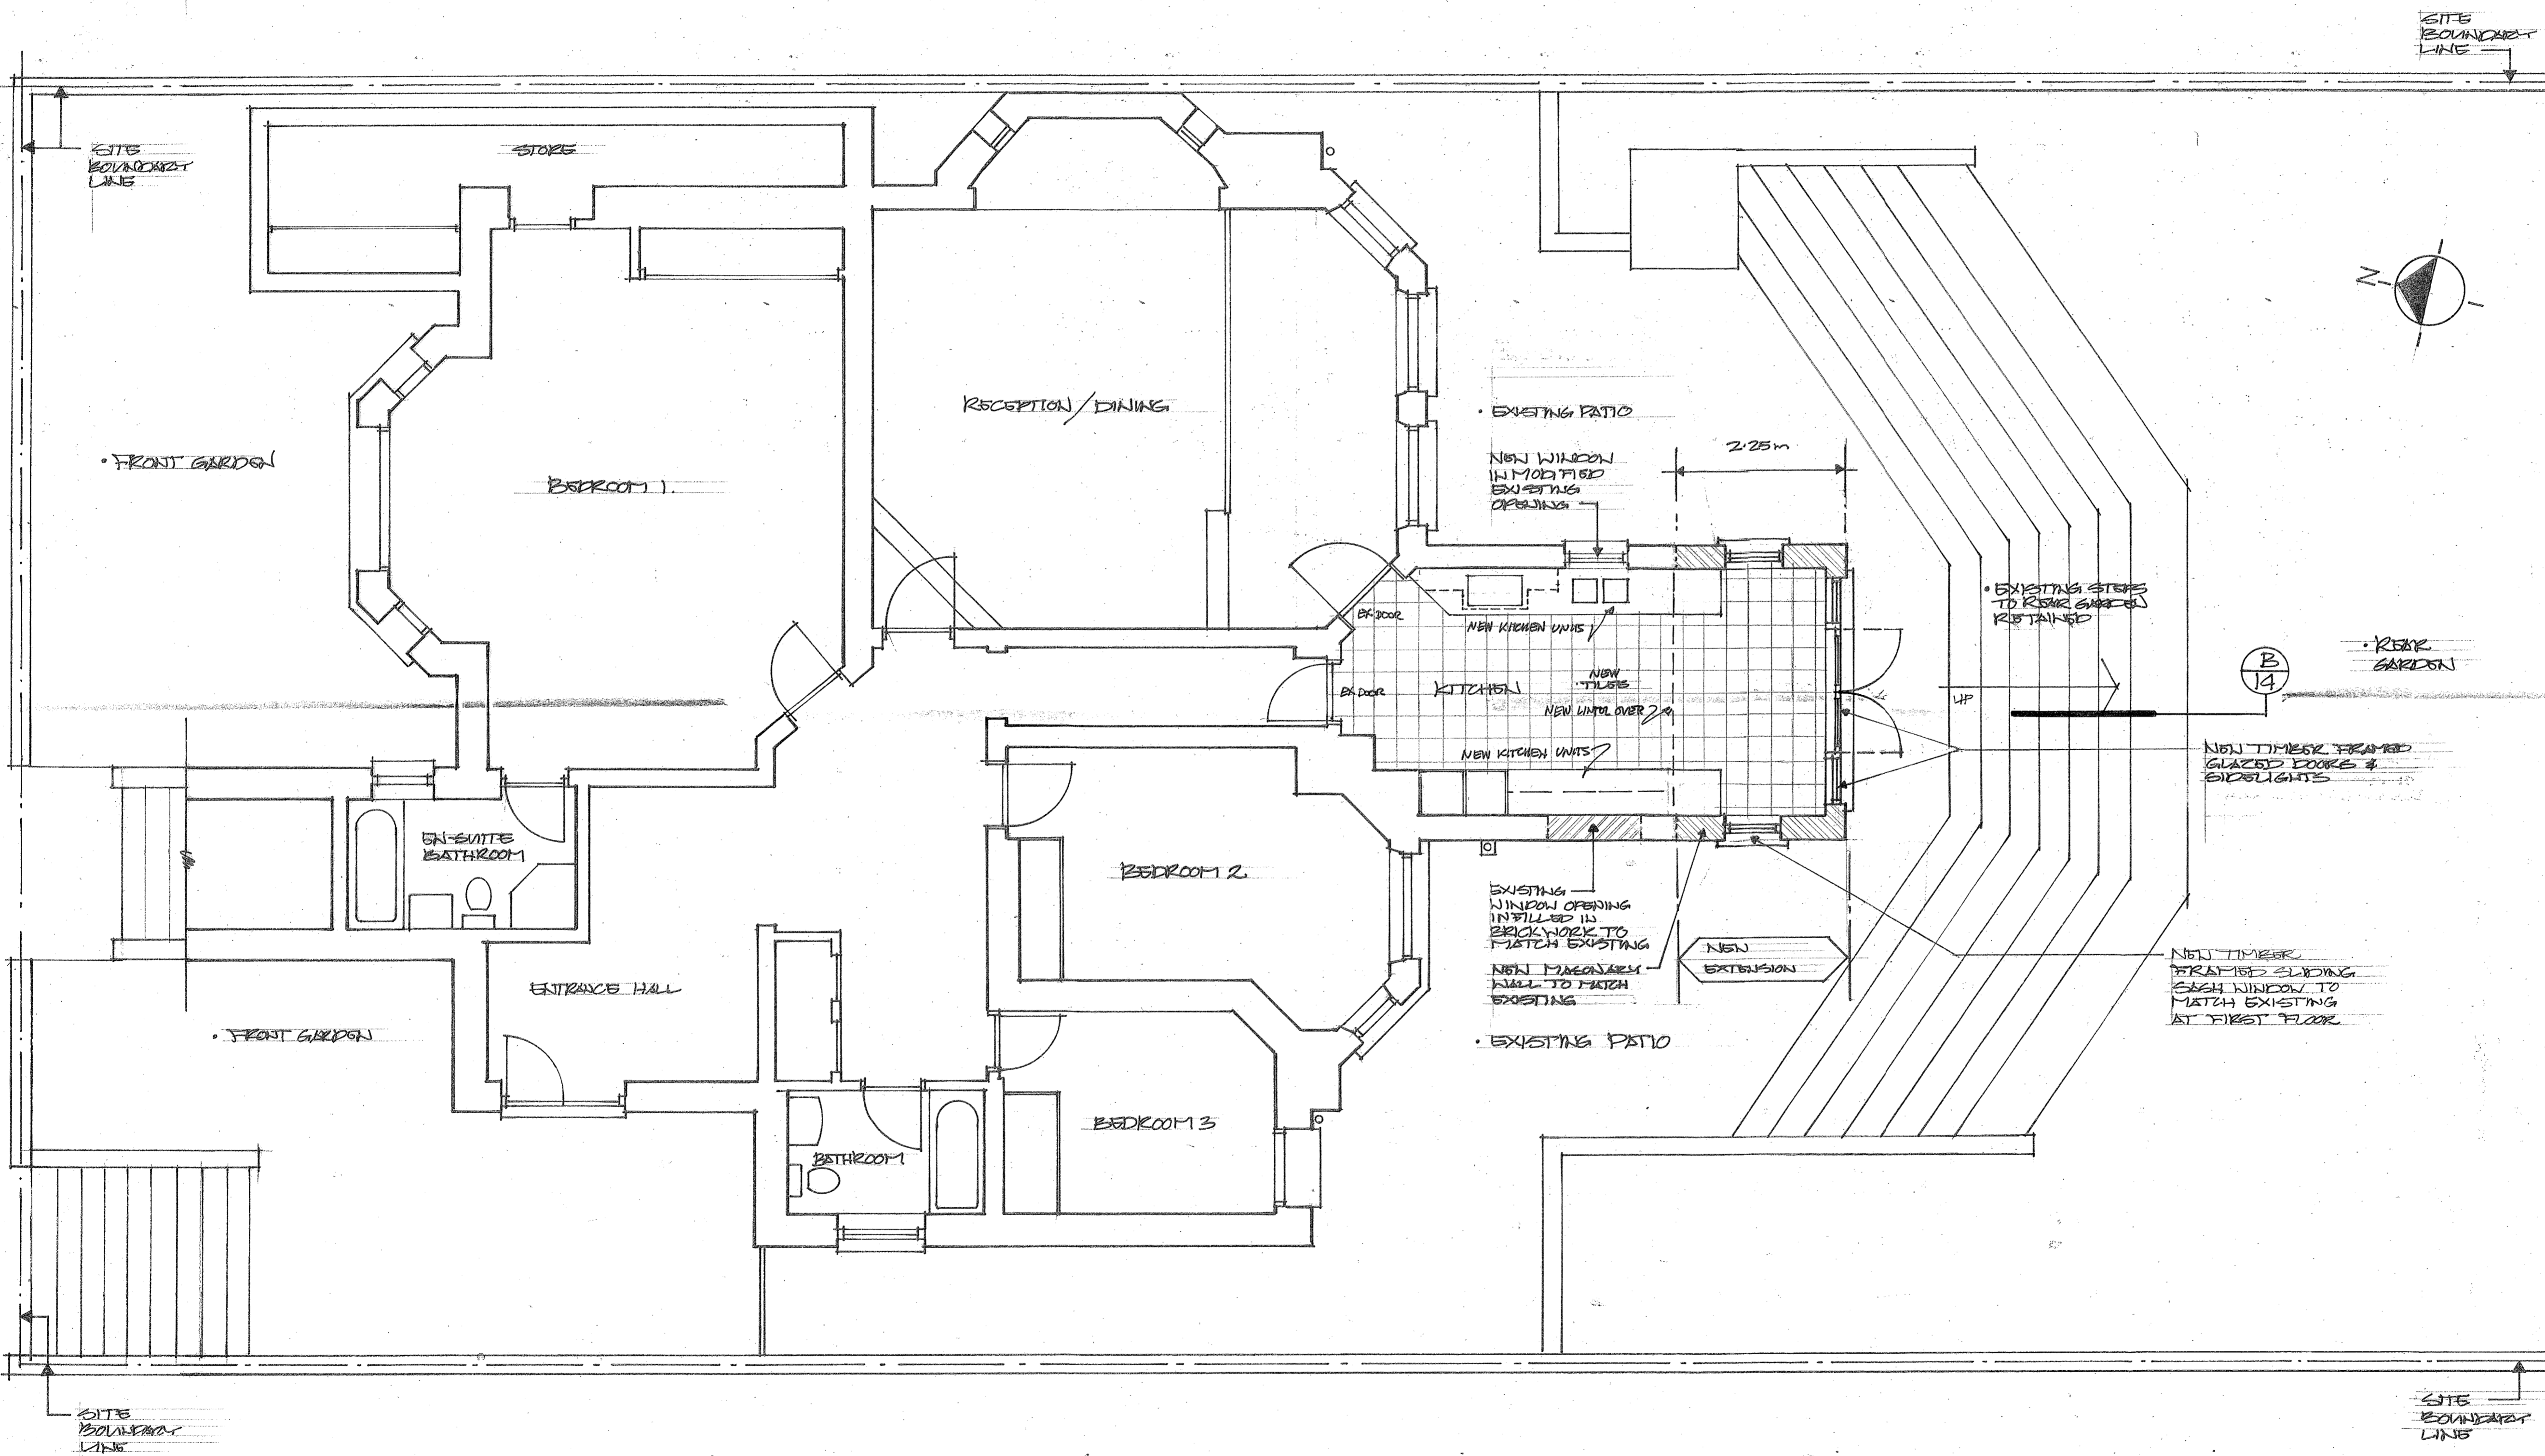 SITE
BOUNDARY
LINE
SITE
BOUNDARY
LINE
STORE
N
RECEPTION/DINING
• EXISTING PATIO
2·25m
• FRONT GARDEN
BEDROOM 1.
NEW WINDOW
IN MODIFIED
EXISTING
OPENING
• EXISTING STEPS
TO REAR GARDEN
RETAINED
EX DOOR
NEW KITCHEN UNITS
• REAR
GARDEN
B
14
EX DOOR
KITCHEN
NEW
TILES
UP
NEW LINTOL OVER
NEW KITCHEN UNITS
NEW TIMBER FRAMED
GLAZED DOORS &
SIDELIGHTS
EN-SUITE
BATHROOM
BEDROOM 2
EXISTING
WINDOW OPENING
INFILLED IN
BRICKWORK TO
MATCH EXISTING
NEW
EXTENSION
NEW MASONARY
WALL TO MATCH
EXISTING
NEW TIMBER
FRAMED SLIDING
SASH WINDOW TO
MATCH EXISTING
AT FIRST FLOOR
ENTRANCE HALL
• FRONT GARDEN
• EXISTING PATIO
BEDROOM 3
BATHROOM
SITE
BOUNDARY
LINE
SITE
BOUNDARY
LINE